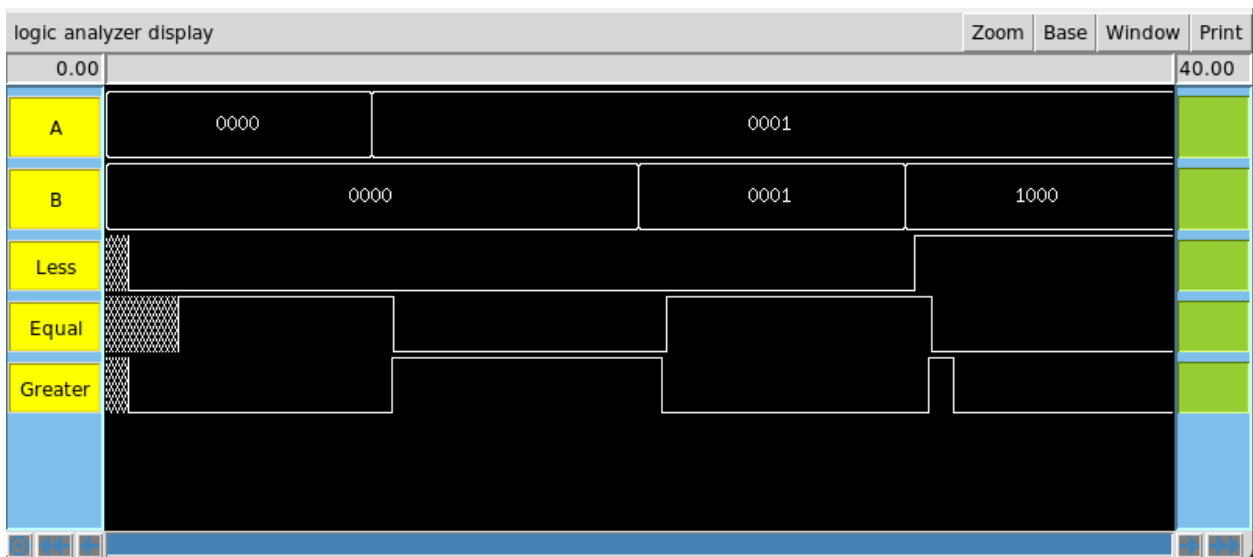 logic analyzer display Zoom Base Window Print
0.00 40.00
A 0000 0001
B 0000 0001 1000
Less
Equal
Greater